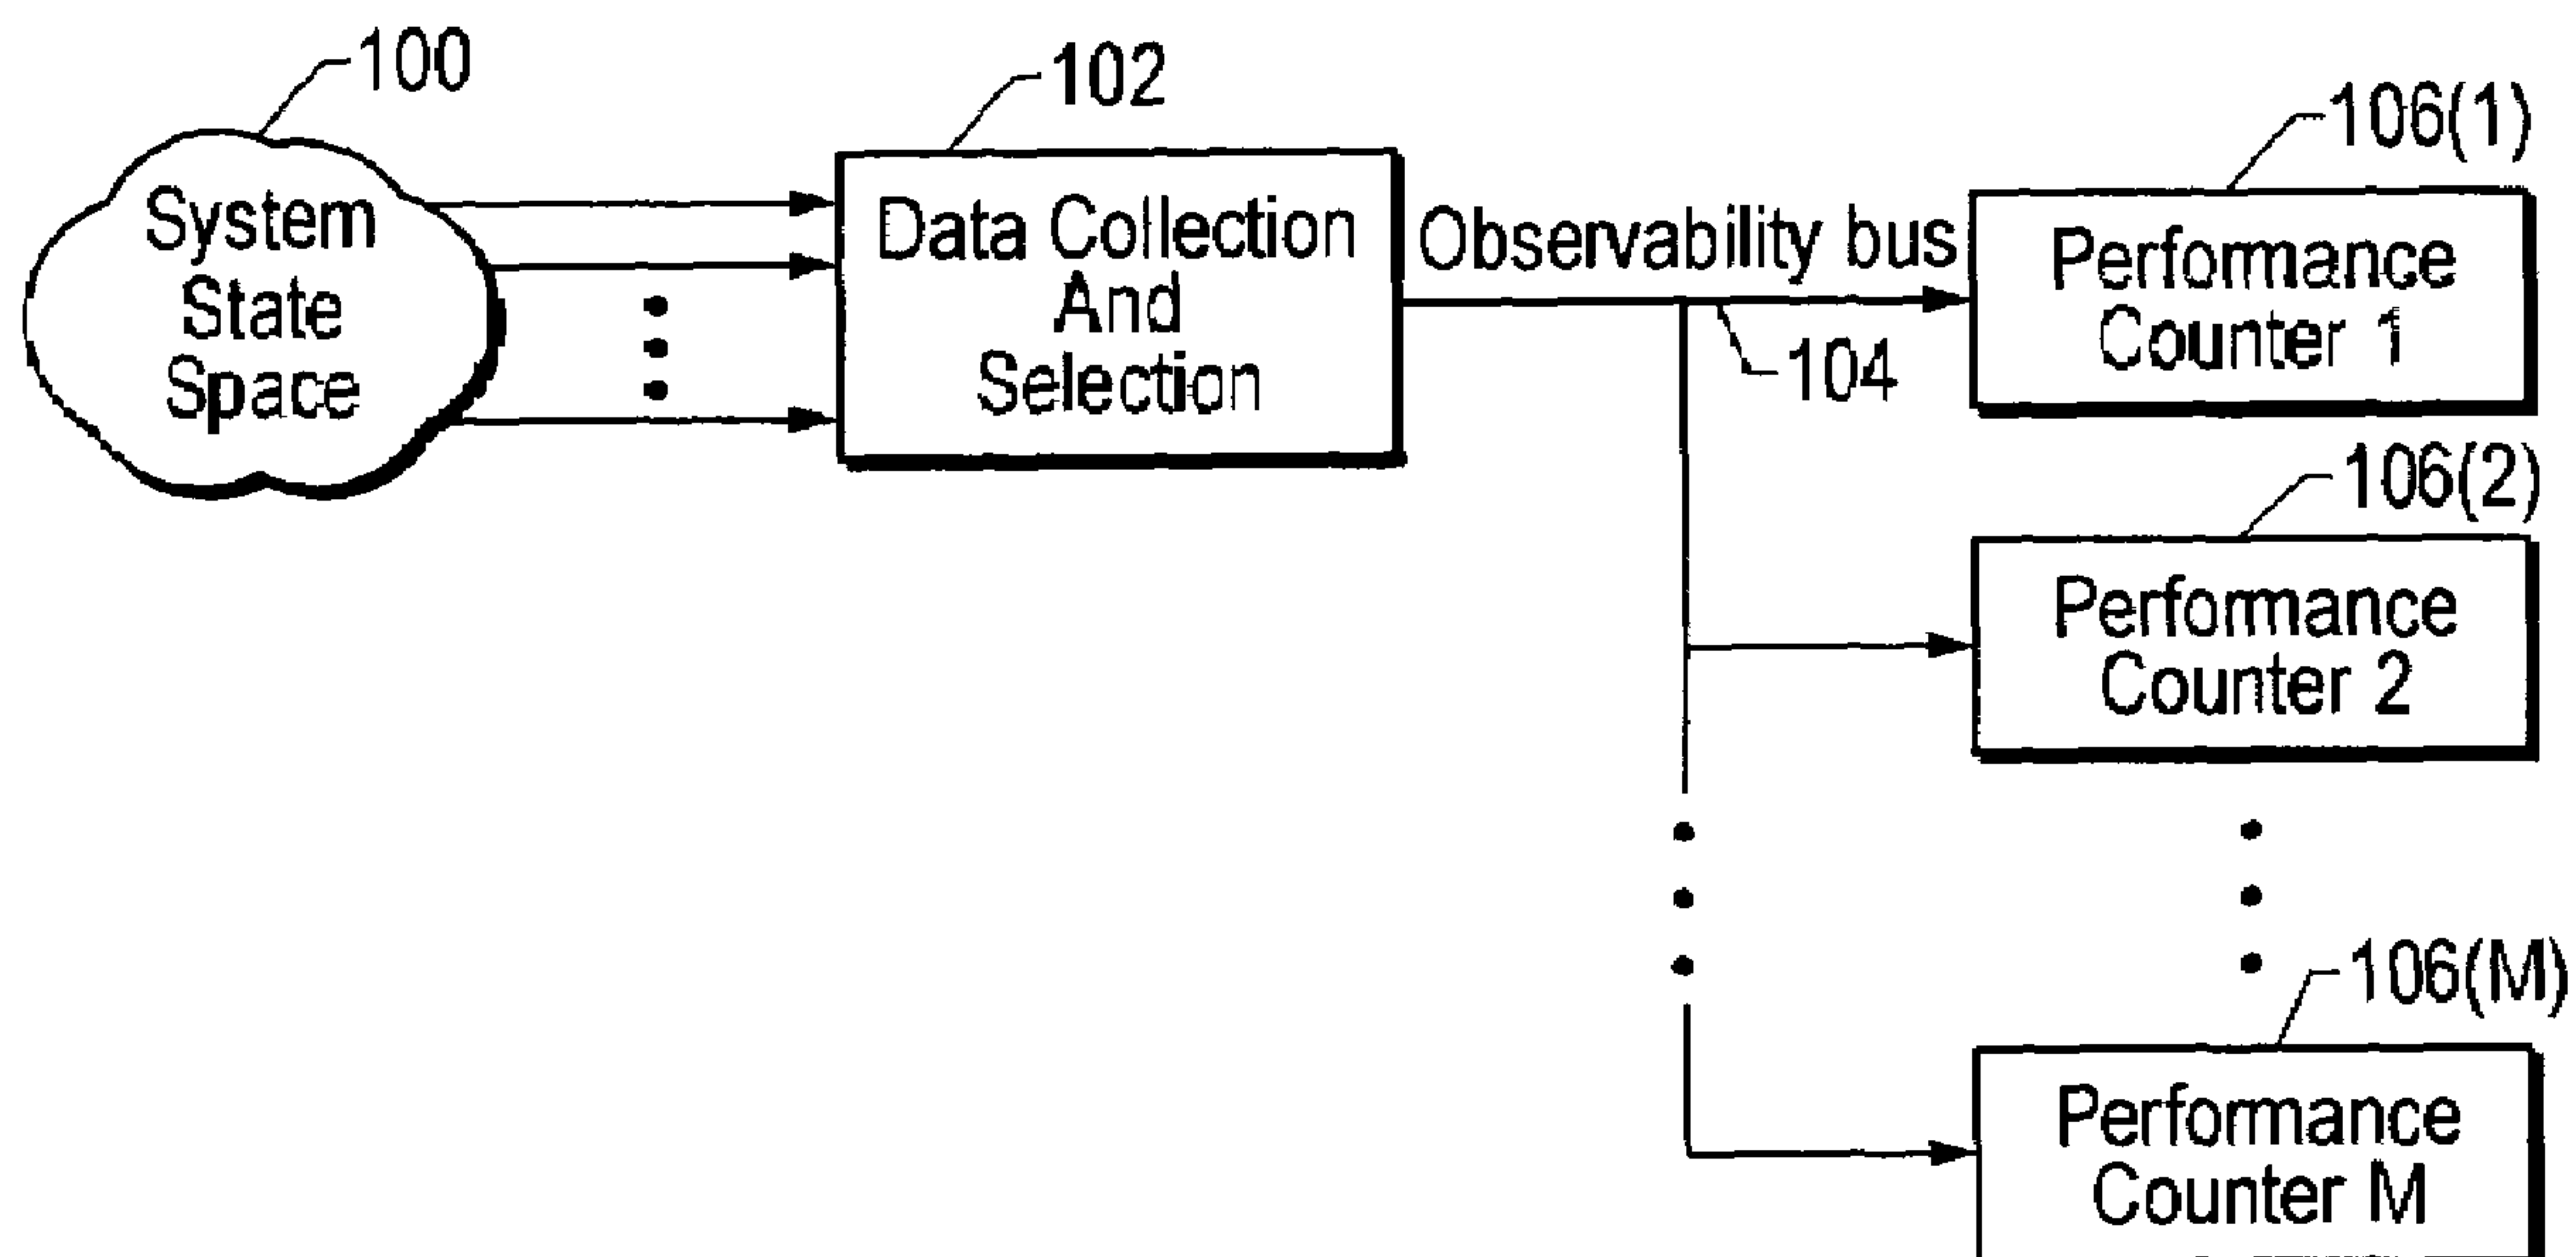 100
System
State
Space
102
Data Collection
And
Selection
Observability bus
104
106(1)
Performance
Counter 1
106(2)
Performance
Counter 2
106(M)
Performance
Counter M